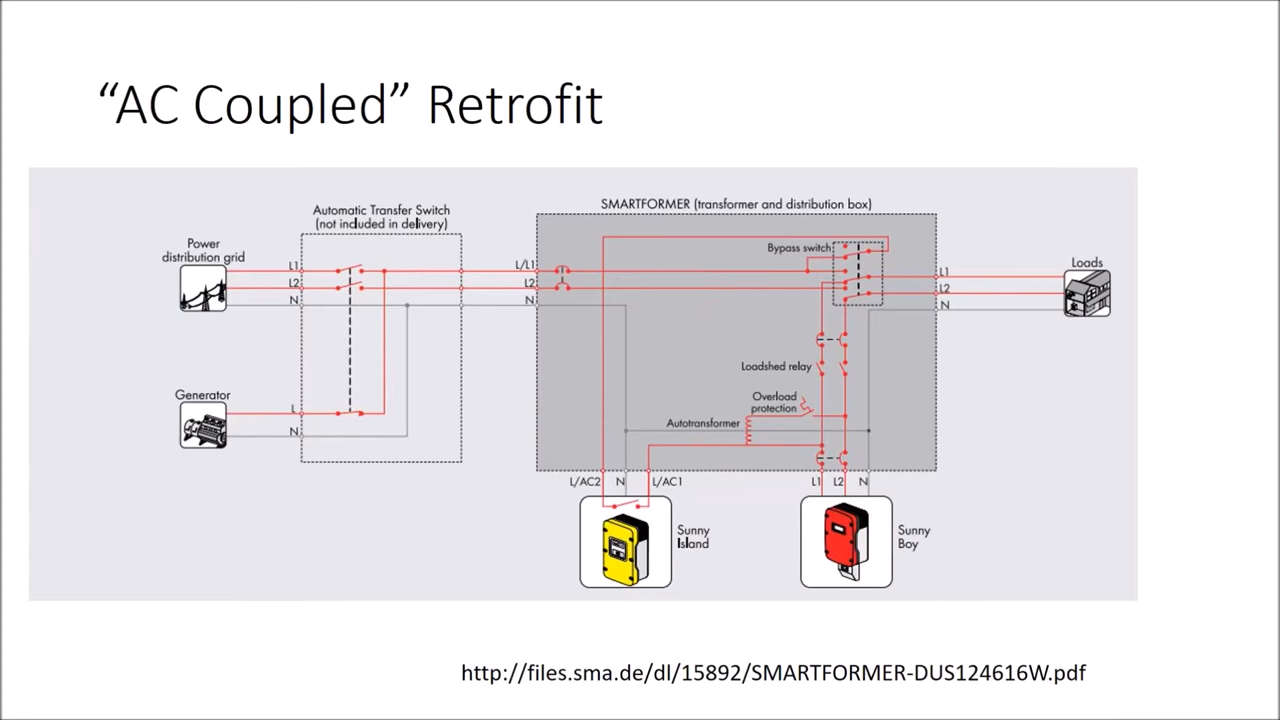 “AC Coupled” Retrofit
SMARTFORMER (transformer and distribution box)
Automatic Transfer Switch
(not included in delivery)
Power
distribution grid
Bypass switch
L1
L2
N
L/L1
L2
N
L1
L2
N
Loads
Loadshed relay
Generator
Overload
protection
Autotransformer
L
N
L/AC2
N
L/AC1
L1
L2
N
Sunny
Island
Sunny
Boy
http://files.sma.de/dl/15892/SMARTFORMER-DUS124616W.pdf